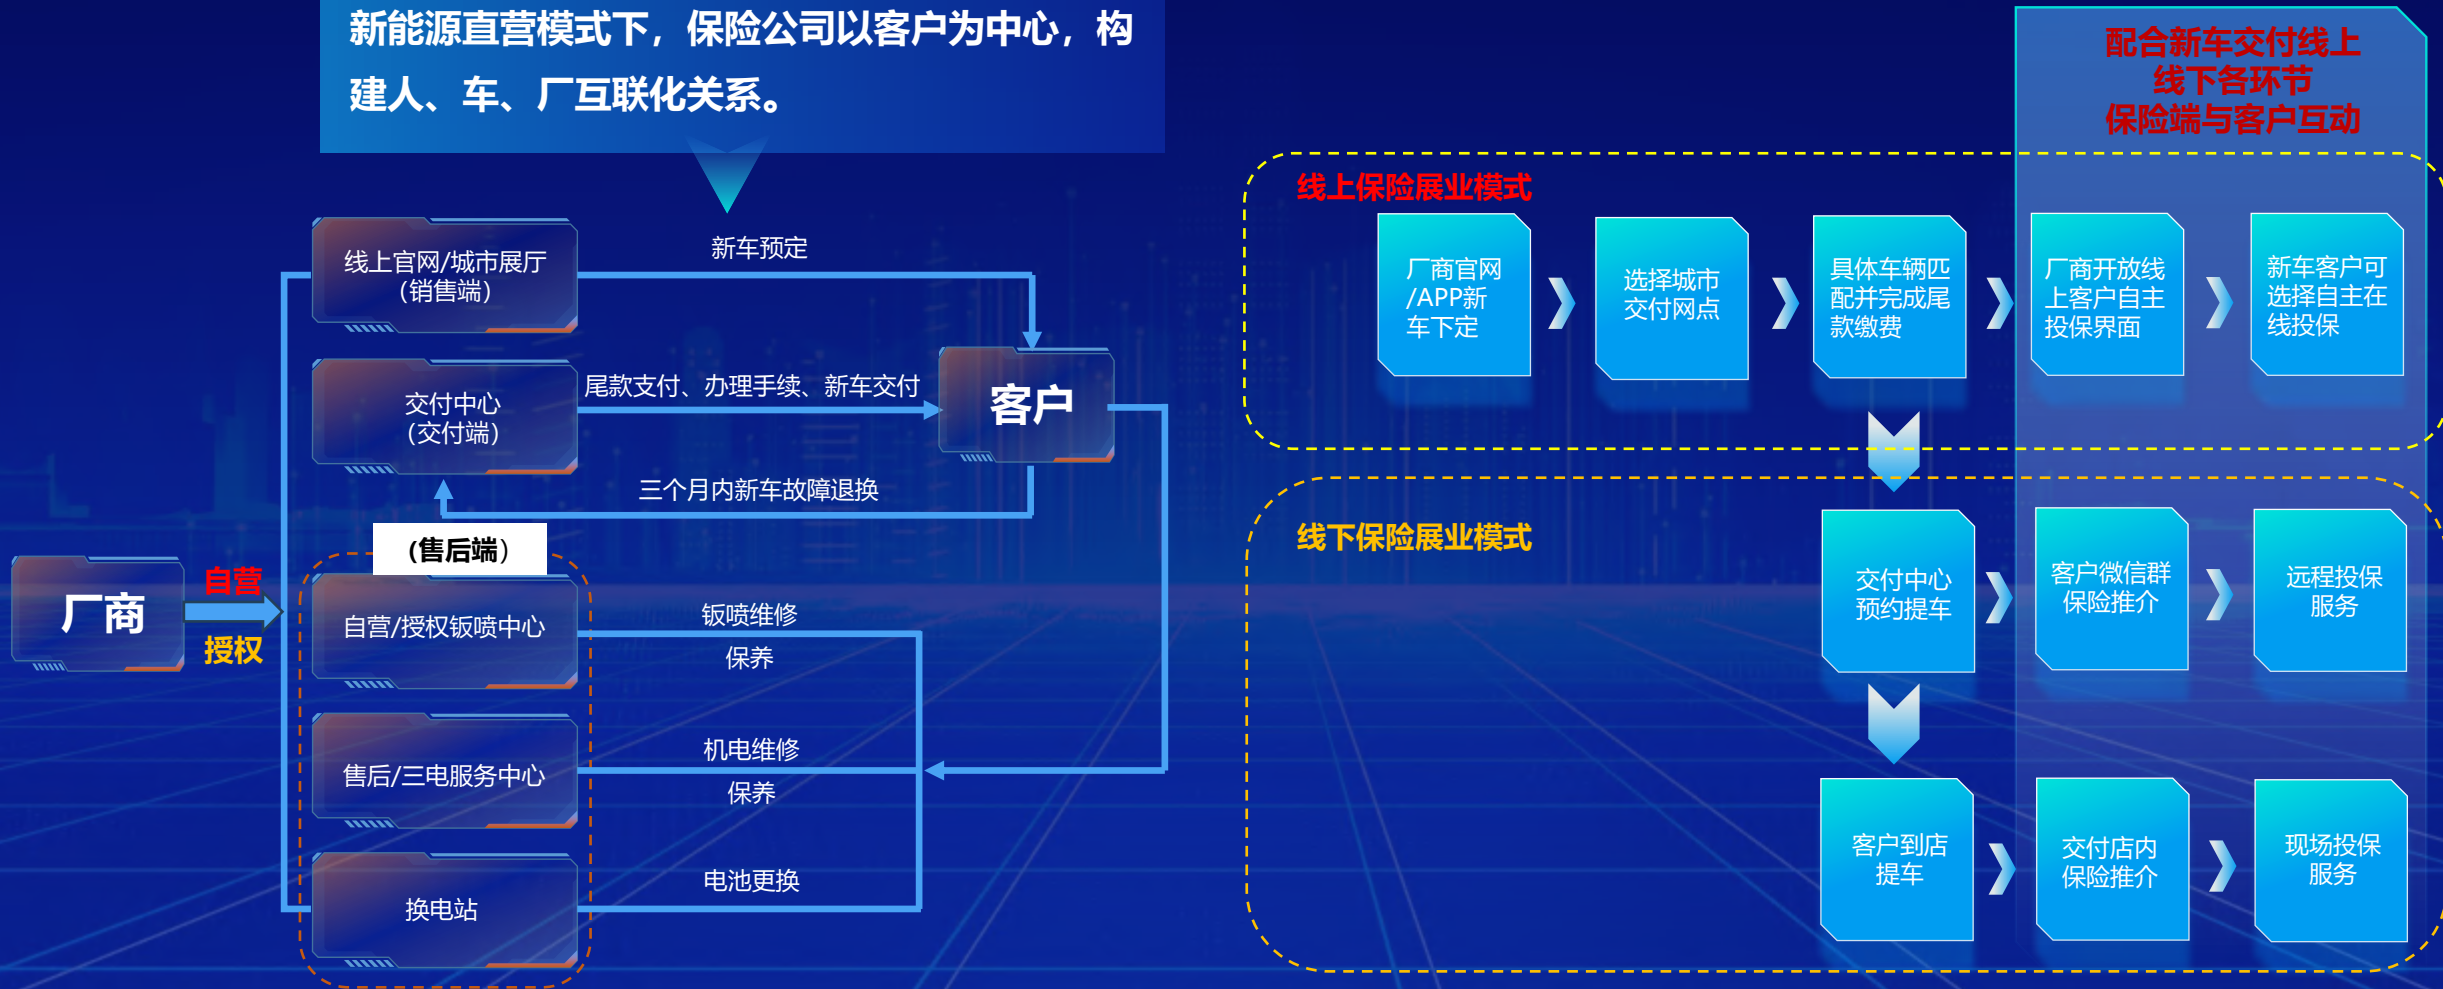 新能源直营模式下，保险公司以客户为中心，构
建人、车、厂互联化关系。
线上官网/城市展厅
（销售端）
新车预定
交付中心
（交付端）
尾款支付、办理手续、新车交付
客户
三个月内新车故障退换
（售后端）
厂商
自营
授权
自营/授权钣喷中心
钣喷维修
保养
售后/三电服务中心
机电维修
保养
换电站
电池更换
配合新车交付线上
线下各环节
保险端与客户互动
线上保险展业模式
厂商官网
/APP新
车下定
选择城市
交付网点
具体车辆匹
配并完成尾
款缴费
厂商开放线
上客户自主
投保界面
新车客户可
选择自主在
线投保
线下保险展业模式
交付中心
预约提车
客户微信群
保险推介
远程投保
服务
客户到店
提车
交付店内
保险推介
现场投保
服务